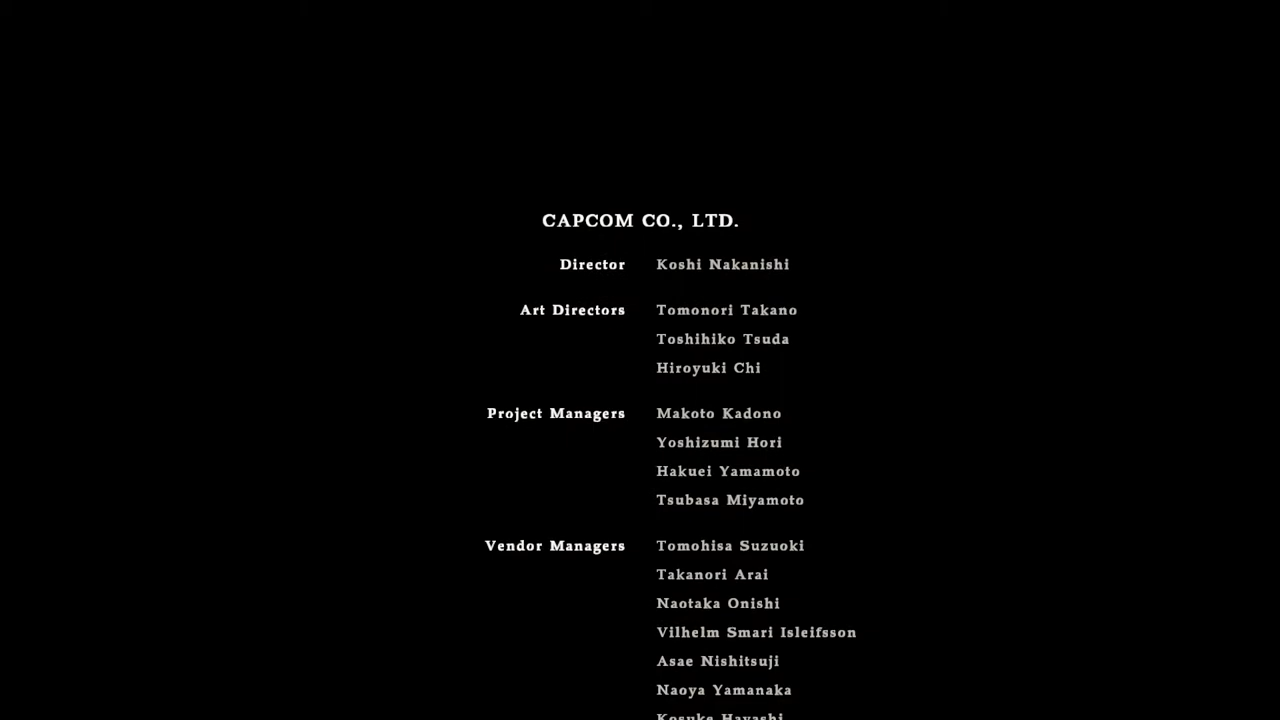 CAPCOM CO., LTD.
Director Koshi Nakanishi
Art Directors Tomonori Takano
Toshihiko Tsuda
Hiroyuki Chi
Project Managers Makoto Kadono
Yoshizumi Hori
Hakuei Yamamoto
Tsubasa Miyamoto
Vendor Managers Tomohisa Suzuoki
Takanori Arai
Naotaka Onishi
Vilhelm Smari Isleifsson
Asae Nishitsuji
Naoya Yamanaka
Kosuke Hayashi